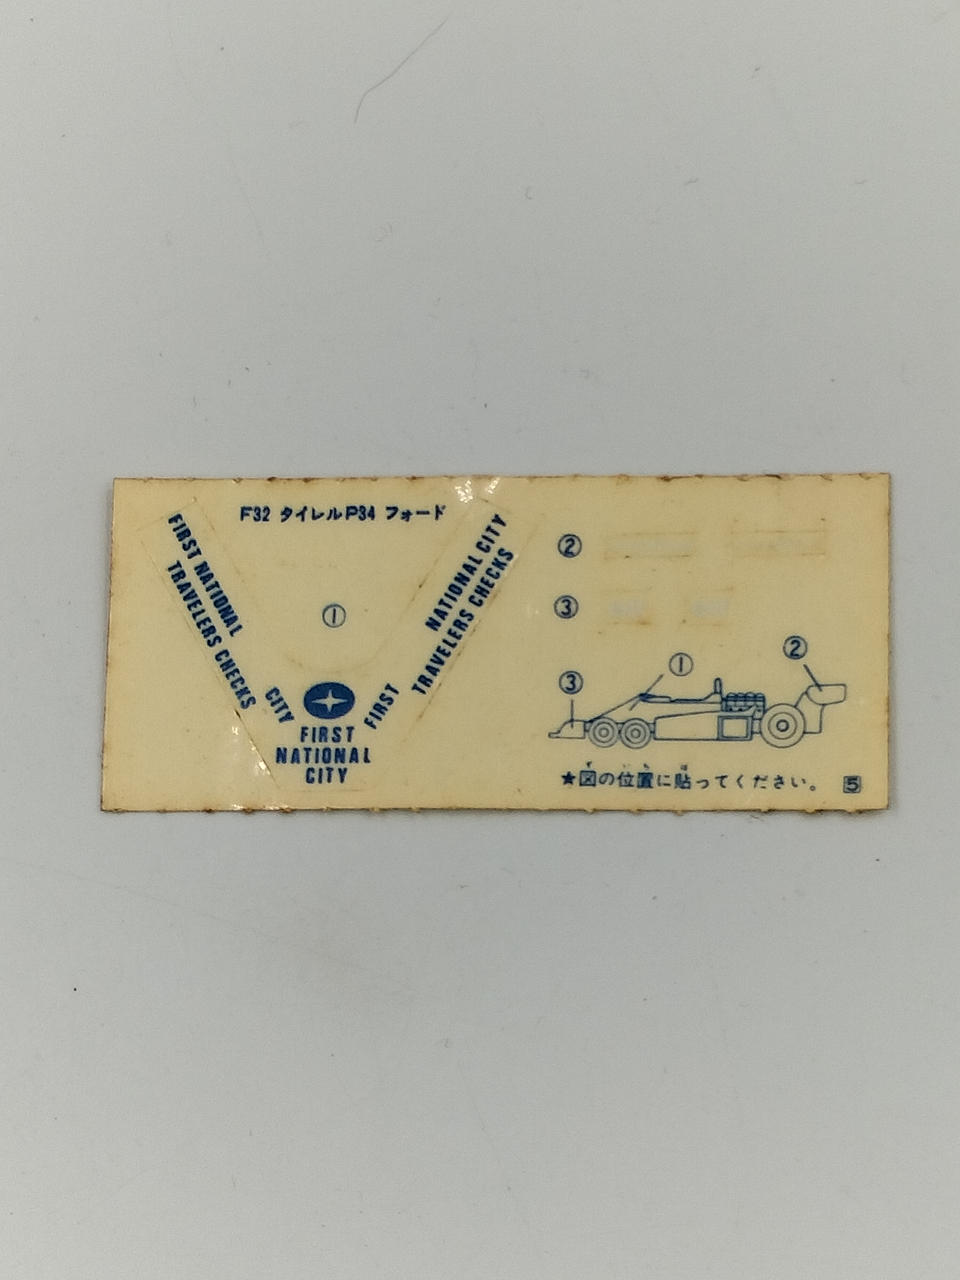 F32 タイレルP34 フォード
FIRST NATIONAL
TRAVELERS CHECKS
CITY
①
NATIONAL CITY
TRAVELERS CHECKS
FIRST
FIRST
NATIONAL
CITY
②
③
③
①
②
★図の位置に貼ってください。
5